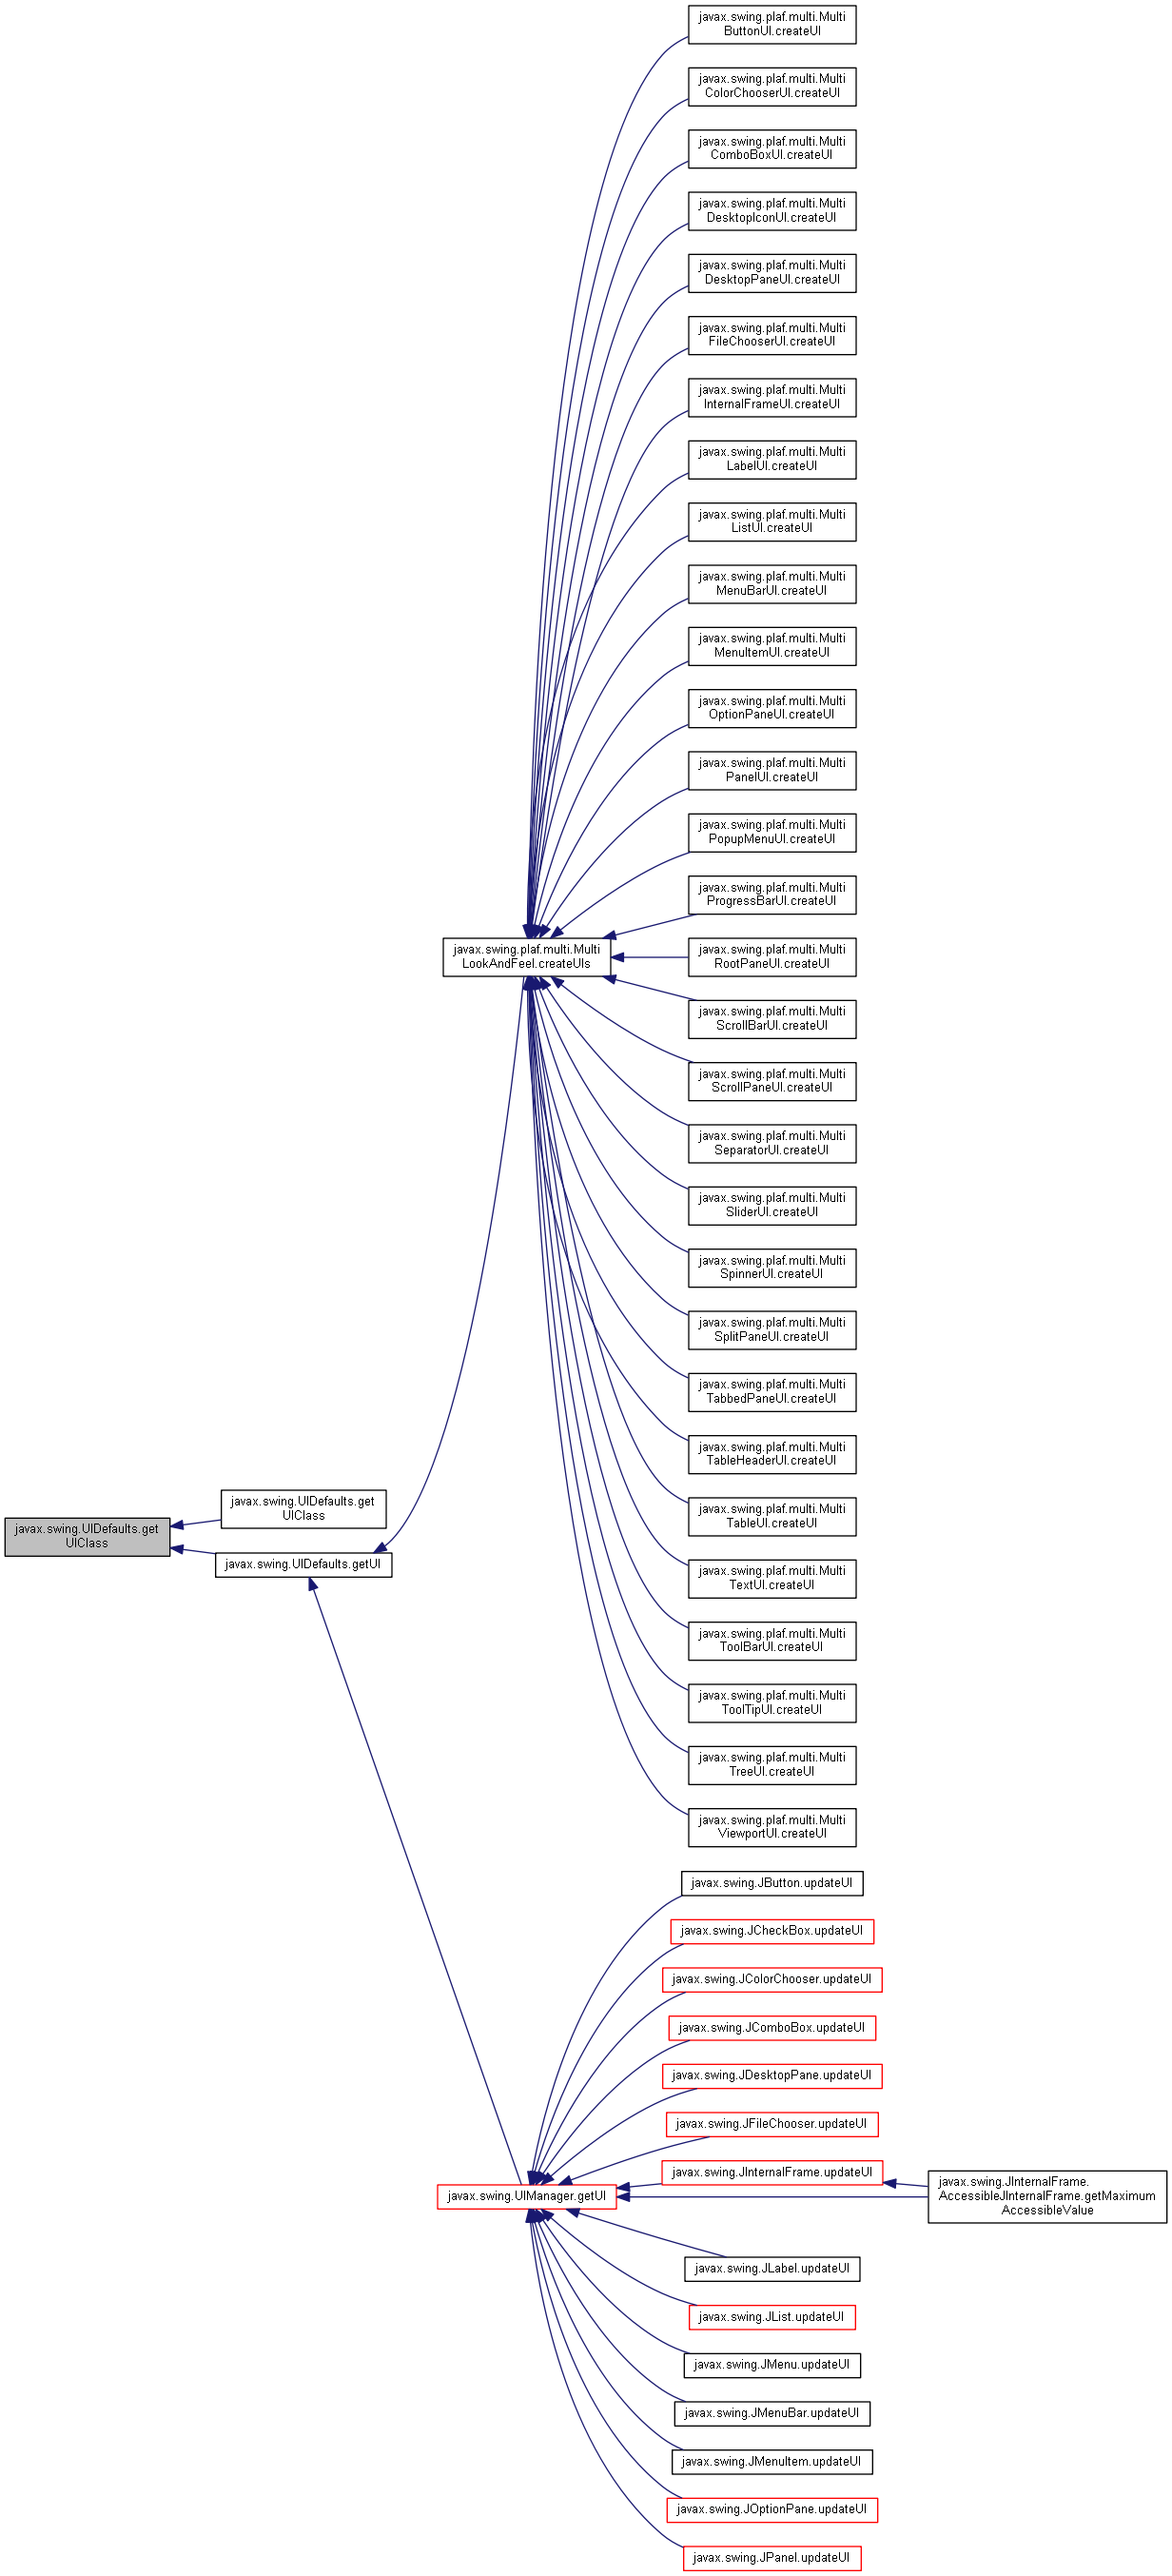 javax.swing.plaf.multi.Multi
ButtonUI.createUI
javax.swing.plaf.multi.Multi
ColorChooserUI.createUI
javax.swing.plaf.multi.Multi
ComboBoxUI.createUI
javax.swing.plaf.multi.Multi
DesktopIconUI.createUI
javax.swing.plaf.multi.Multi
DesktopPaneUI.createUI
javax.swing.plaf.multi.Multi
FileChooserUI.createUI
javax.swing.plaf.multi.Multi
InternalFrameUI.createUI
javax.swing.plaf.multi.Multi
LabelUI.createUI
javax.swing.plaf.multi.Multi
ListUI.createUI
javax.swing.plaf.multi.Multi
MenuBarUI.createUI
javax.swing.plaf.multi.Multi
MenuItemUI.createUI
javax.swing.plaf.multi.Multi
OptionPaneUI.createUI
javax.swing.plaf.multi.Multi
PanelUI.createUI
javax.swing.plaf.multi.Multi
PopupMenuUI.createUI
javax.swing.plaf.multi.Multi
ProgressBarUI.createUI
javax.swing.plaf.multi.Multi
LookAndFeel.createUIs
javax.swing.plaf.multi.Multi
RootPaneUI.createUI
javax.swing.plaf.multi.Multi
ScrollBarUI.createUI
javax.swing.plaf.multi.Multi
ScrollPaneUI.createUI
javax.swing.plaf.multi.Multi
SeparatorUI.createUI
javax.swing.plaf.multi.Multi
SliderUI.createUI
javax.swing.plaf.multi.Multi
SpinnerUI.createUI
javax.swing.plaf.multi.Multi
SplitPaneUI.createUI
javax.swing.plaf.multi.Multi
TabbedPaneUI.createUI
javax.swing.plaf.multi.Multi
TableHeaderUI.createUI
javax.swing.plaf.multi.Multi
TableUI.createUI
javax.swing.UIDefaults.get
UIClass
javax.swing.UIDefaults.get
UIClass
javax.swing.UIDefaults.getUI
javax.swing.plaf.multi.Multi
TextUI.createUI
javax.swing.plaf.multi.Multi
ToolBarUI.createUI
javax.swing.plaf.multi.Multi
ToolTipUI.createUI
javax.swing.plaf.multi.Multi
TreeUI.createUI
javax.swing.plaf.multi.Multi
ViewportUI.createUI
javax.swing.JButton.updateUI
javax.swing.JCheckBox.updateUI
javax.swing.JColorChooser.updateUI
javax.swing.JComboBox.updateUI
javax.swing.JDesktopPane.updateUI
javax.swing.JFileChooser.updateUI
javax.swing.JInternalFrame.updateUI
javax.swing.UIManager.getUI
javax.swing.JInternalFrame.
AccessibleJInternalFrame.getMaximum
AccessibleValue
javax.swing.JLabel.updateUI
javax.swing.JList.updateUI
javax.swing.JMenu.updateUI
javax.swing.JMenuBar.updateUI
javax.swing.JMenuItem.updateUI
javax.swing.JOptionPane.updateUI
javax.swing.JPanel.updateUI